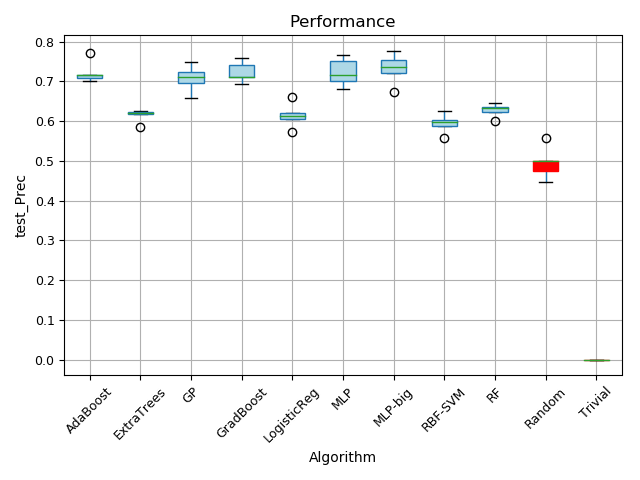 Performance
test_Prec
0.8
0.7
0.6
0.5
0.4
0.3
0.2
0.1
0.0
AdaBoost
ExtraTrees
GP
GradBoost
LogisticReg
MLP
MLP-big
RBF-SVM
RF
Random
Trivial
Algorithm